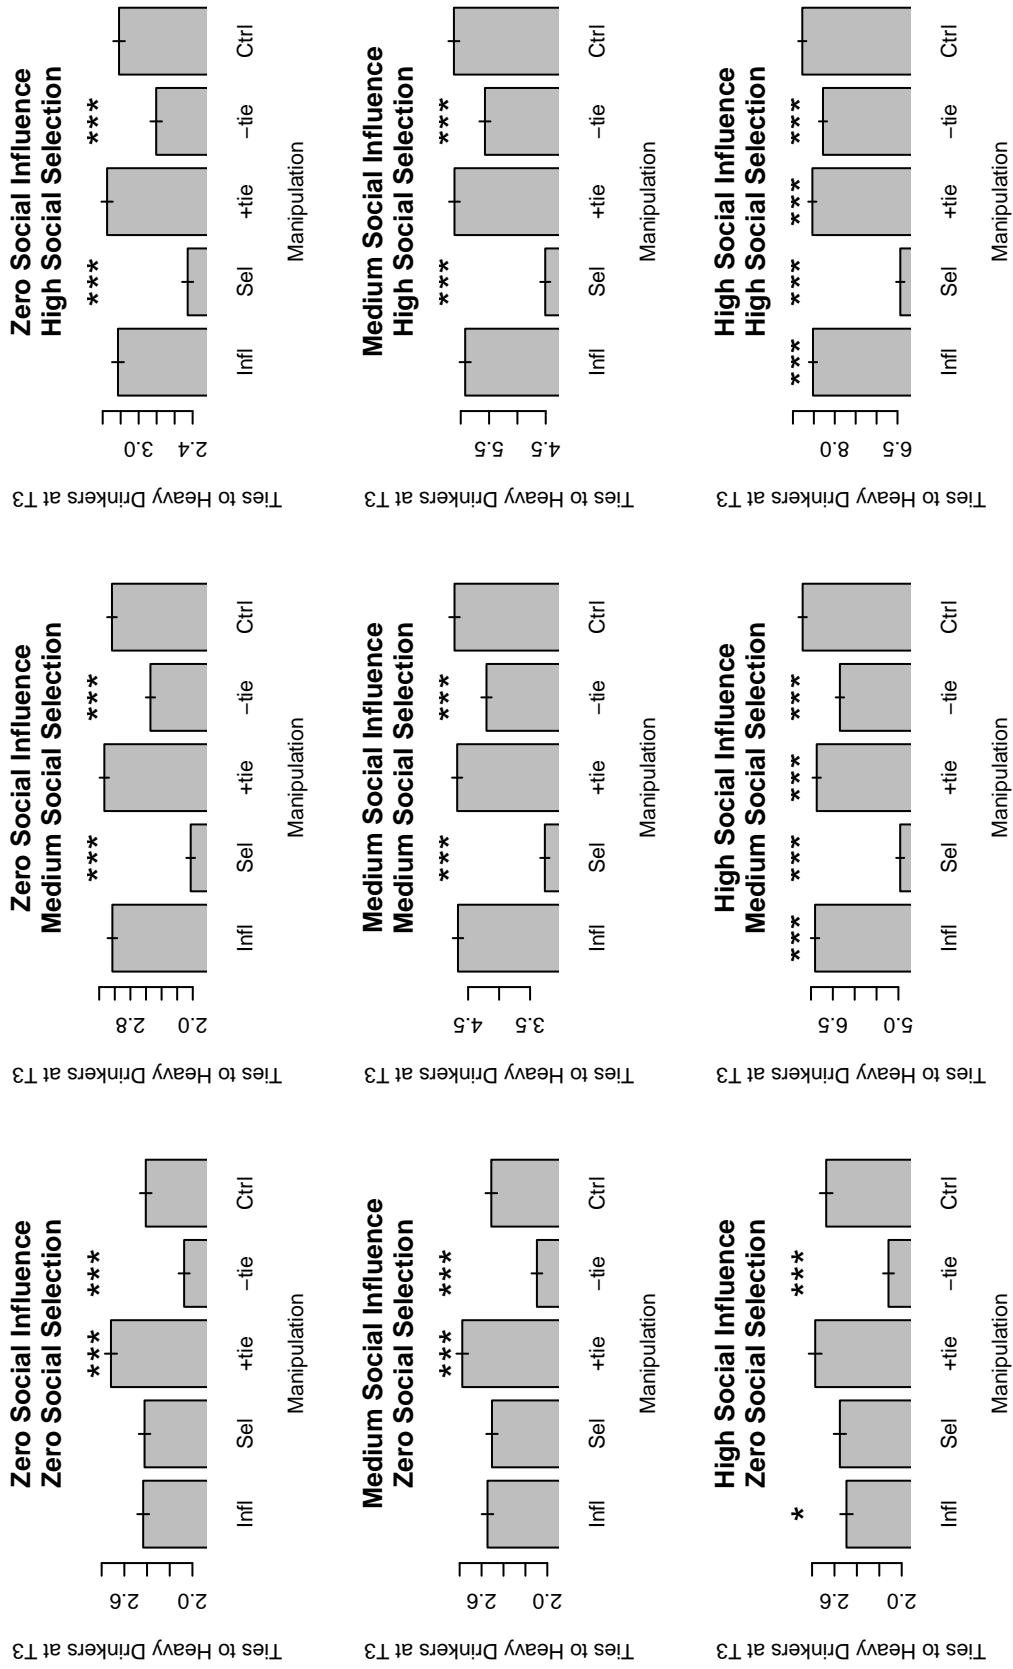 Zero Social Influence
Zero Social Selection
*** ***
Ties to Heavy Drinkers at T3
2.0 2.6
Infl Sel +tie −tie Ctrl
Manipulation
Zero Social Influence
Medium Social Selection
*** ***
Ties to Heavy Drinkers at T3
2.0 2.8
Infl Sel +tie −tie Ctrl
Manipulation
Zero Social Influence
High Social Selection
*** ***
Ties to Heavy Drinkers at T3
2.4 3.0
Infl Sel +tie −tie Ctrl
Manipulation
Medium Social Influence
Zero Social Selection
*** ***
Ties to Heavy Drinkers at T3
2.0 2.6
Infl Sel +tie −tie Ctrl
Manipulation
Medium Social Influence
Medium Social Selection
*** ***
Ties to Heavy Drinkers at T3
3.5 4.5
Infl Sel +tie −tie Ctrl
Manipulation
Medium Social Influence
High Social Selection
*** ***
Ties to Heavy Drinkers at T3
4.5 5.5
Infl Sel +tie −tie Ctrl
Manipulation
High Social Influence
Zero Social Selection
* ***
Ties to Heavy Drinkers at T3
2.0 2.6
Infl Sel +tie −tie Ctrl
Manipulation
High Social Influence
Medium Social Selection
*** *** *** ***
Ties to Heavy Drinkers at T3
5.0 6.5
Infl Sel +tie −tie Ctrl
Manipulation
High Social Influence
High Social Selection
*** *** *** ***
Ties to Heavy Drinkers at T3
6.5 8.0
Infl Sel +tie −tie Ctrl
Manipulation